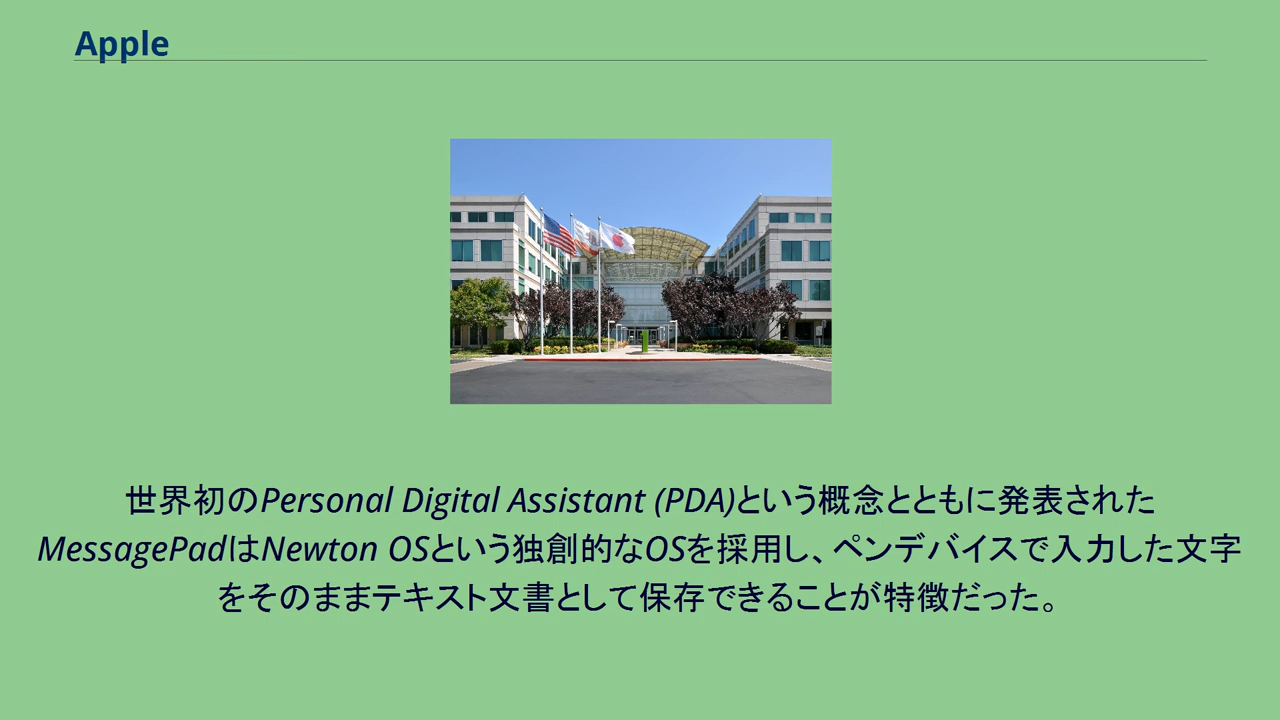 Apple
世界初のPersonal Digital Assistant (PDA)という概念とともに発表された
MessagePadはNewton OSという独創的なOSを採用し、ペンデバイスで入力した文字
をそのままテキスト文書として保存できることが特徴だった。